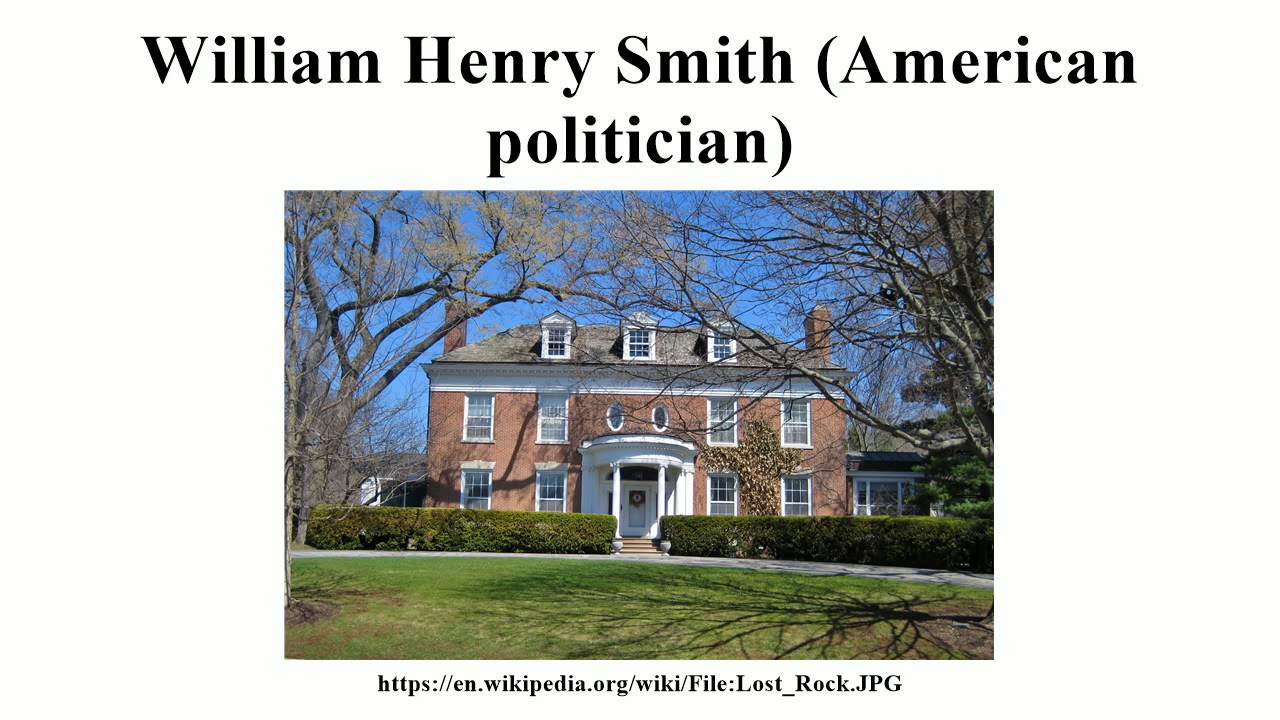 William Henry Smith (American
politician)
https://en.wikipedia.org/wiki/File:Lost_Rock.JPG